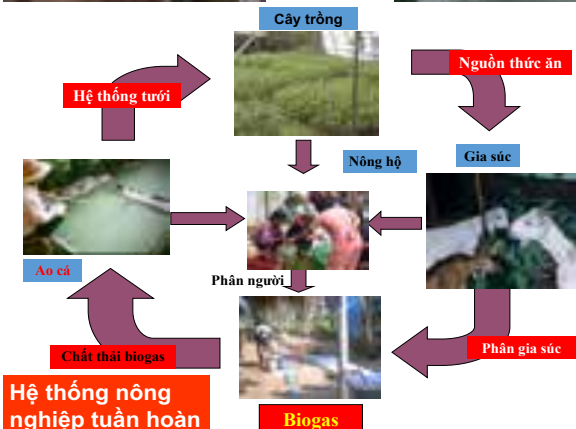 Cây trồng
Nguồn thức ăn
Hệ thống tưới
Nông hộ
Gia súc
Ao cá
Phân người
Chất thải biogas
Phân gia súc
Hệ thống nông
nghiệp tuần hoàn
Biogas